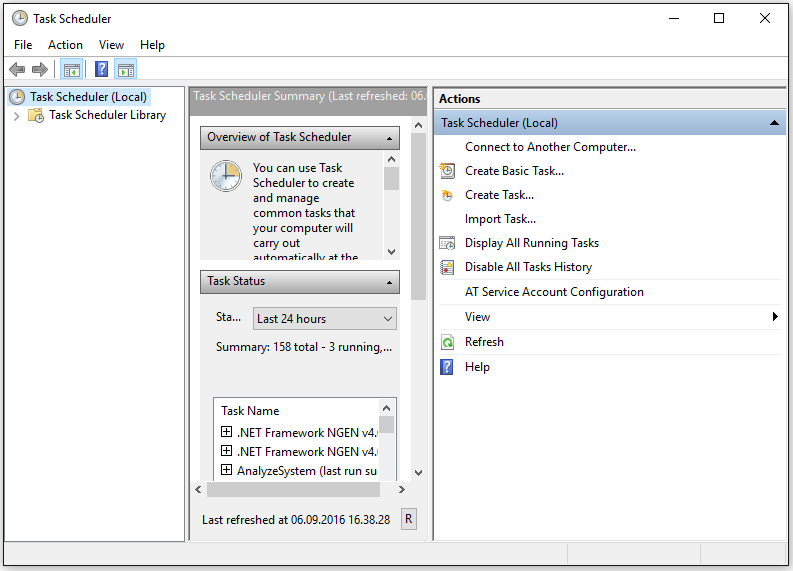 Task Scheduler
File Action View Help
Task Scheduler (Local)
Task Scheduler Library
Task Scheduler Summary (Last refreshed: 06.
Overview of Task Scheduler
You can use Task
Scheduler to create
and manage
common tasks that
your computer will
carry out
automatically at the
Task Status
Sta...
Last 24 hours
Summary: 158 total - 3 running,...
Task Name
.NET Framework NGEN v4.
.NET Framework NGEN v4.
AnalyzeSystem (last run su
Last refreshed at 06.09.2016 16.38.28
R
Actions
Task Scheduler (Local)
Connect to Another Computer...
Create Basic Task...
Create Task...
Import Task...
Display All Running Tasks
Disable All Tasks History
AT Service Account Configuration
View
Refresh
Help